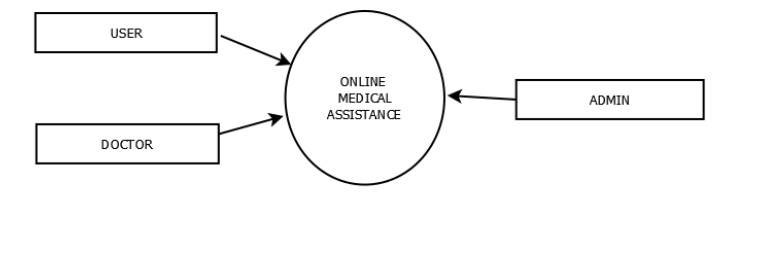 USER
ONLINE
MEDICAL
ASSISTANCE
ADMIN
DOCTOR